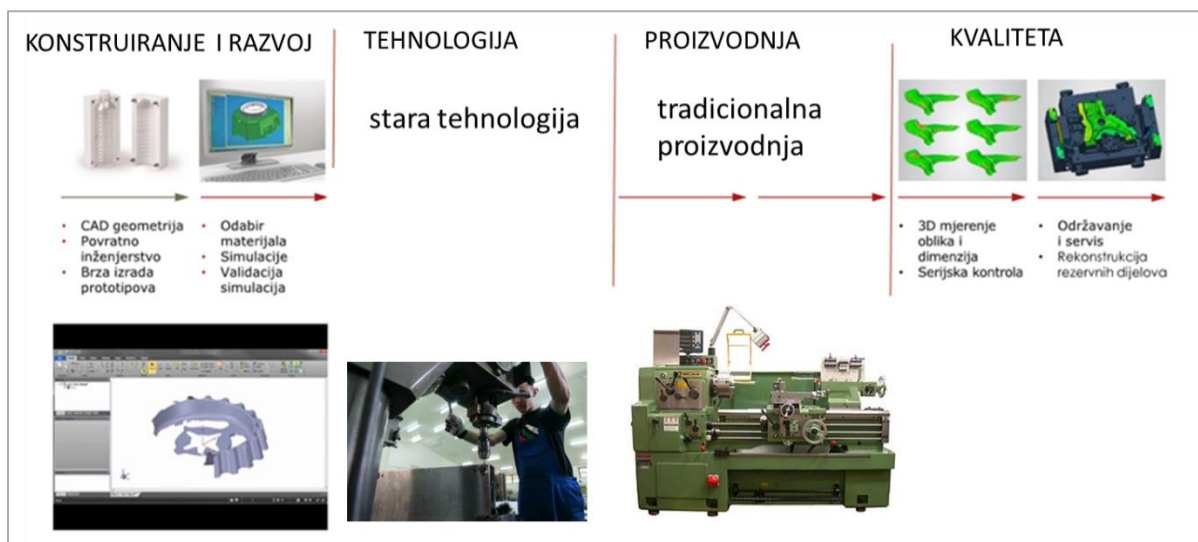 KONSTRUIRANJE I RAZVOJ
TEHNOLOGIJA
PROIZVODNJA
KVALITETA
stara tehnologija
tradicionalna
proizvodnja
• CAD geometrija
• Povratno
inženjerstvo
• Brza izrada
prototipova
• Odabir
materijala
• Simulacije
• Validacija
simulacija
• 3D mjerenje
oblika i
dimenzija
• Serijska kontrola
• Održavanje
i servis
• Rekonstrukcija
rezervnih dijelova